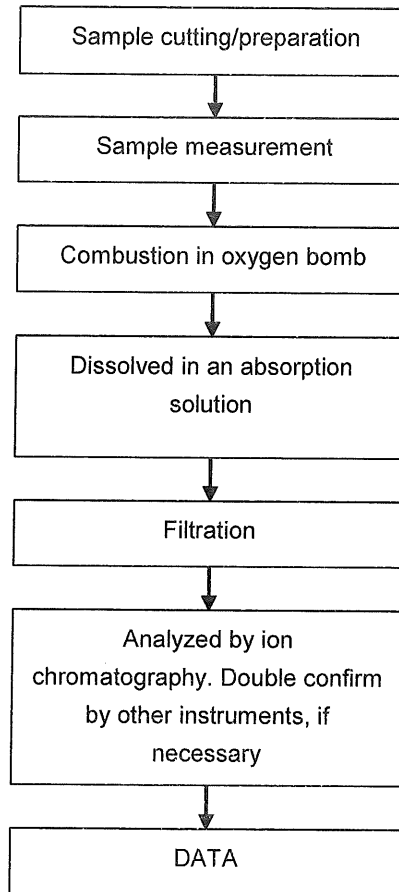 Sample cutting/preparation
Sample measurement
Combustion in oxygen bomb
Dissolved in an absorption
solution
Filtration
Analyzed by ion
chromatography. Double confirm
by other instruments, if
necessary
DATA